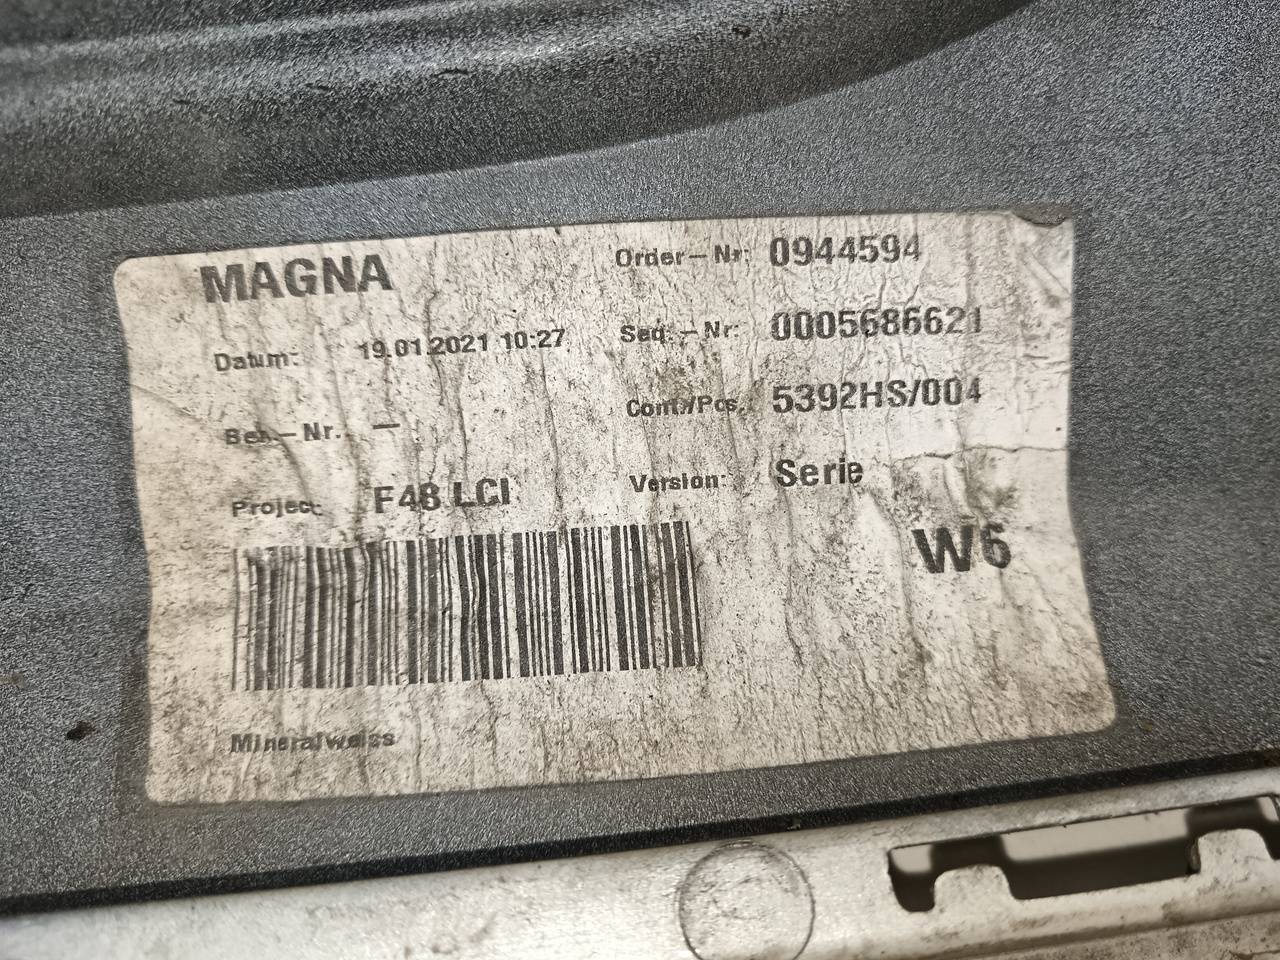 MAGNA
Datum: 19.01.2021 10:27
Beh.-Nr. —
Project: F48 LCI
Order-Nr: 0944594
Seq.-Nr: 0005686621
Cont./Pos. 5392HS/004
Version: Serie
W6
Mineralweiss